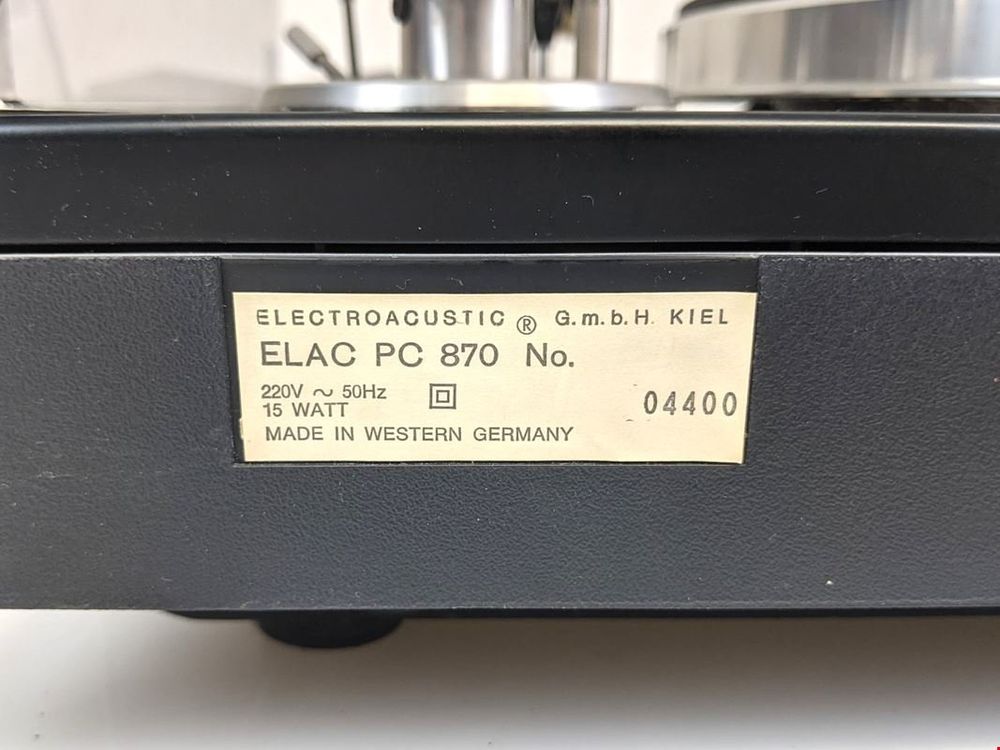 ELECTROACUSTIC ® G.m.b.H. KIEL
ELAC PC 870 No.
220V ~ 50Hz
15 WATT
04400
MADE IN WESTERN GERMANY